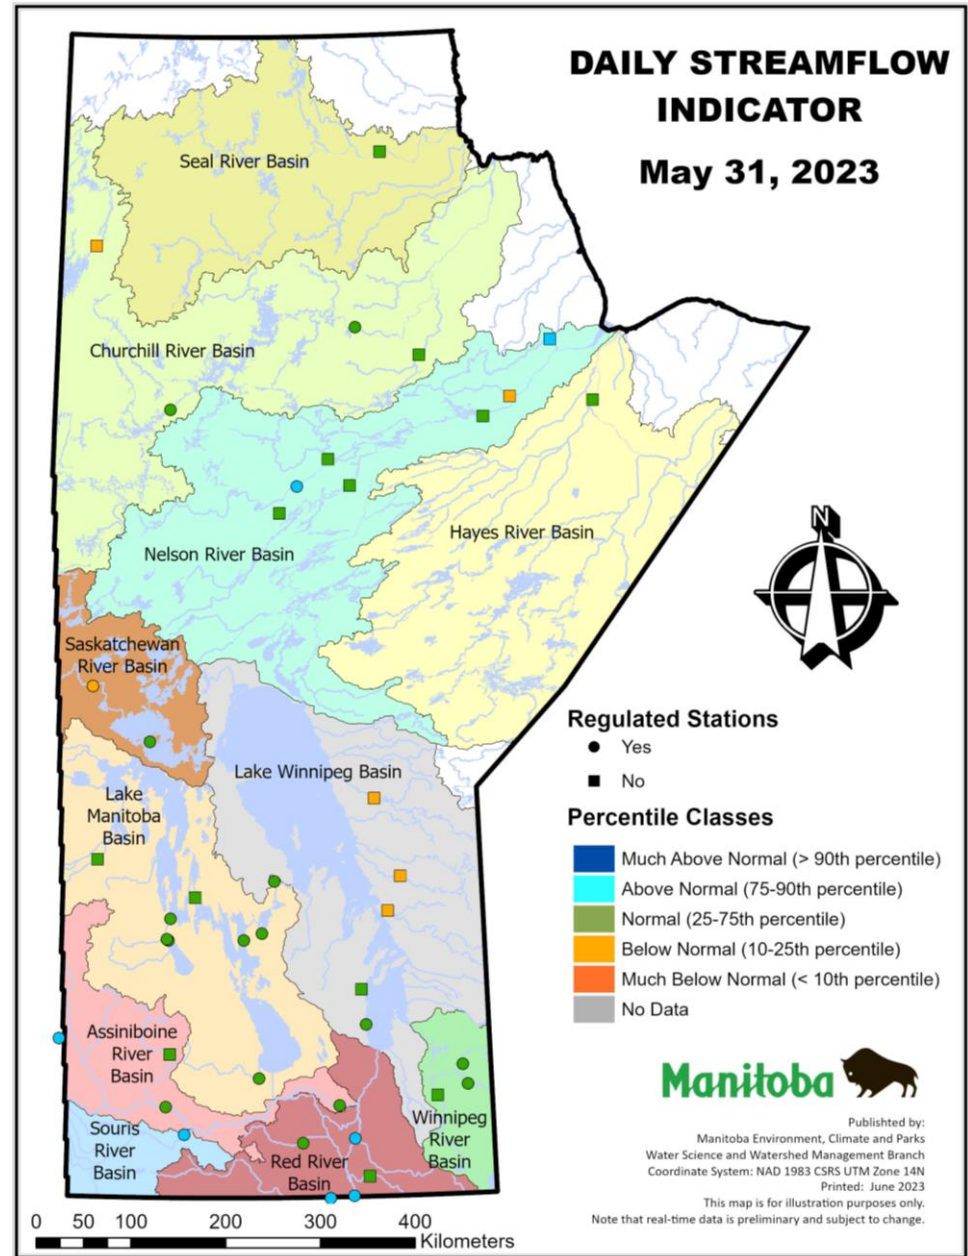 DAILY STREAMFLOW
INDICATOR
May 31, 2023
Seal River Basin
Churchill River Basin
Hayes River Basin
Nelson River Basin
N
Saskatchewan
River Basin
Lake Winnipeg Basin
Lake
Manitoba
Basin
Assiniboine
River
Basin
Souris
River
Basin
Red River
Basin
Winnipeg
River
Basin
Regulated Stations
Yes
No
Percentile Classes
Much Above Normal (> 90th percentile)
Above Normal (75-90th percentile)
Normal (25-75th percentile)
Below Normal (10-25th percentile)
Much Below Normal (< 10th percentile)
No Data
Manitoba
Publishted by:
Manitoba Environment, Climate and Parks
Water Science and Watershed Management Branch
Coordinate System: NAD 1983 CSRS UTM Zone 14N
Printed: June 2023
This map is for illustration purposes only.
Note that real-time data is preliminary and subject to change.
0 50 100 200 300 400
Kilometers